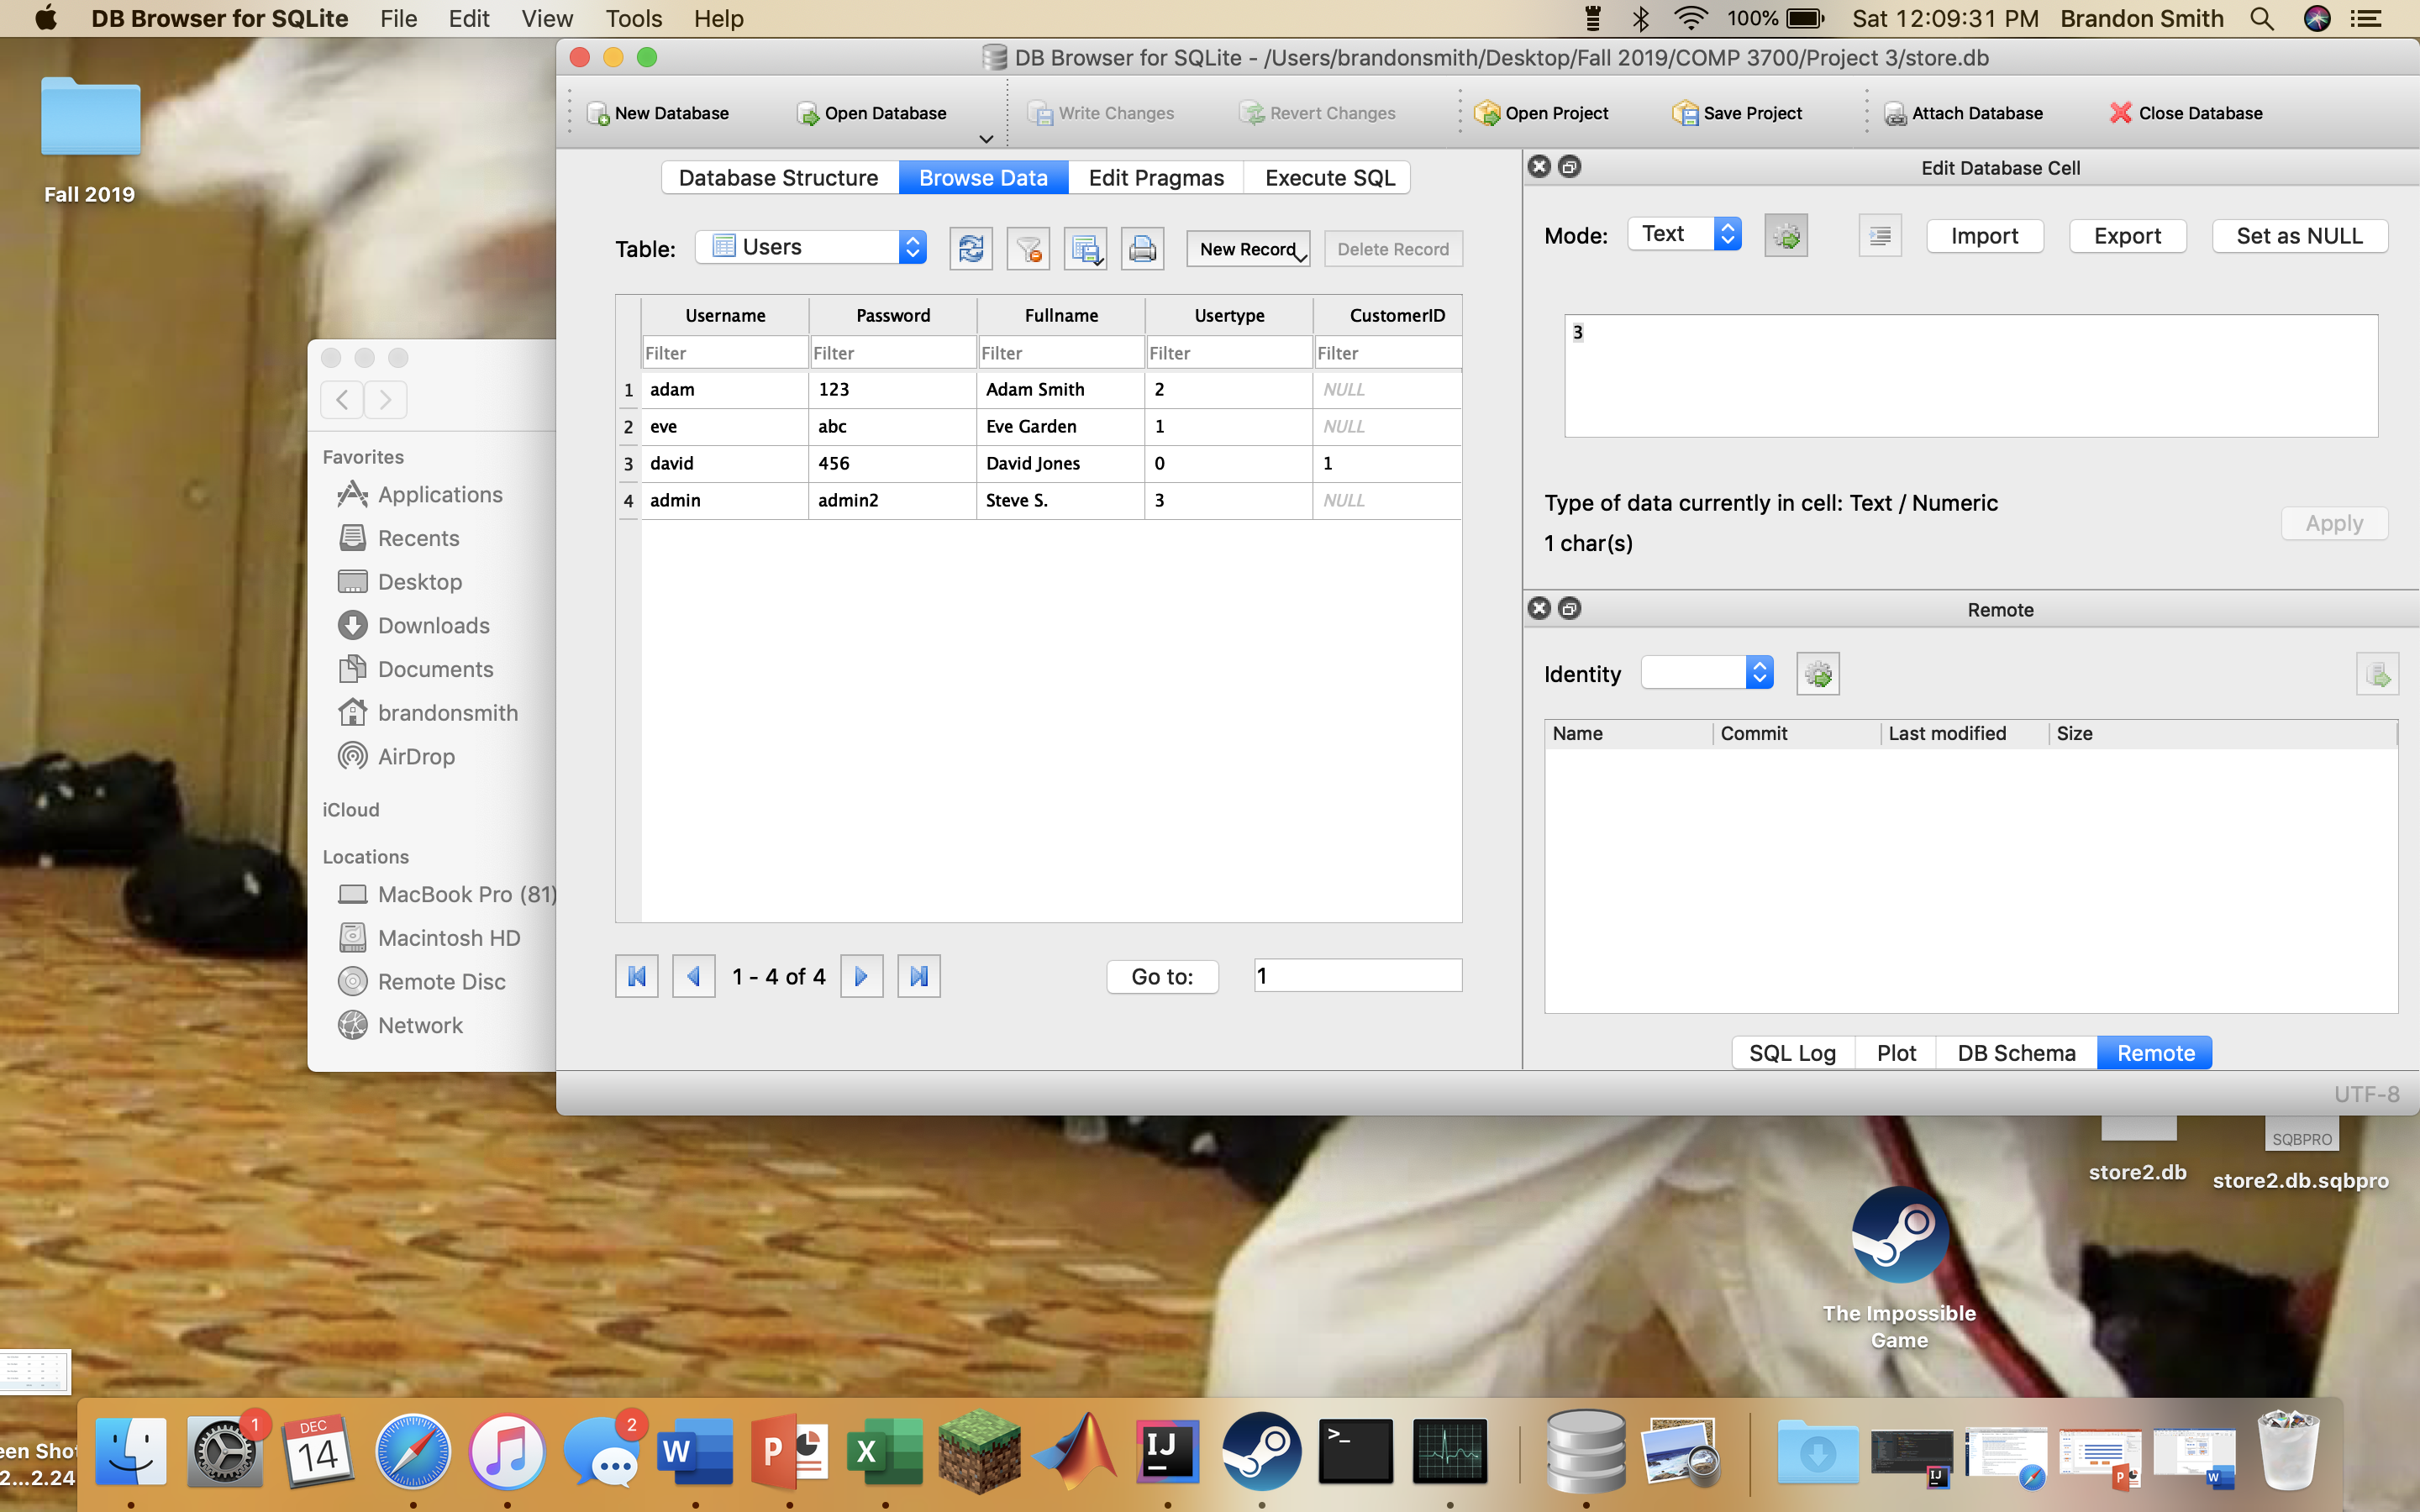 DB Browser for SQLite File Edit View Tools Help 100% Sat 12:09:31 PM Brandon Smith
DB Browser for SQLite - /Users/brandonsmith/Desktop/Fall 2019/COMP 3700/Project 3/store.db
New Database Open Database Write Changes Revert Changes Open Project Save Project Attach Database Close Database
Fall 2019
Database Structure Browse Data Edit Pragmas Execute SQL
Table: Users New Record Delete Record
Username Password Fullname Usertype CustomerID
Filter Filter Filter Filter Filter
1 adam 123 Adam Smith 2 NULL
2 eve abc Eve Garden 1 NULL
3 david 456 David Jones 0 1
4 admin admin2 Steve S. 3 NULL
1 - 4 of 4 Go to: 1
Edit Database Cell
Mode: Text Import Export Set as NULL
3
Type of data currently in cell: Text / Numeric
1 char(s)
Apply
Remote
Identity
Name Commit Last modified Size
SQL Log Plot DB Schema Remote
UTF-8
Favorites
Applications
Recents
Desktop
Downloads
Documents
brandonsmith
AirDrop
iCloud
Locations
MacBook Pro (81)
Macintosh HD
Remote Disc
Network
SQBPRO
store2.db
store2.db.sqbpro
The Impossible
Game
een Shot
2...2.24
1
DEC
14
2
W
P
X
IJ
>_
IJ
P
W